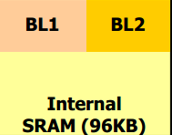 BL1 BL2
Internal
SRAM (96KB)